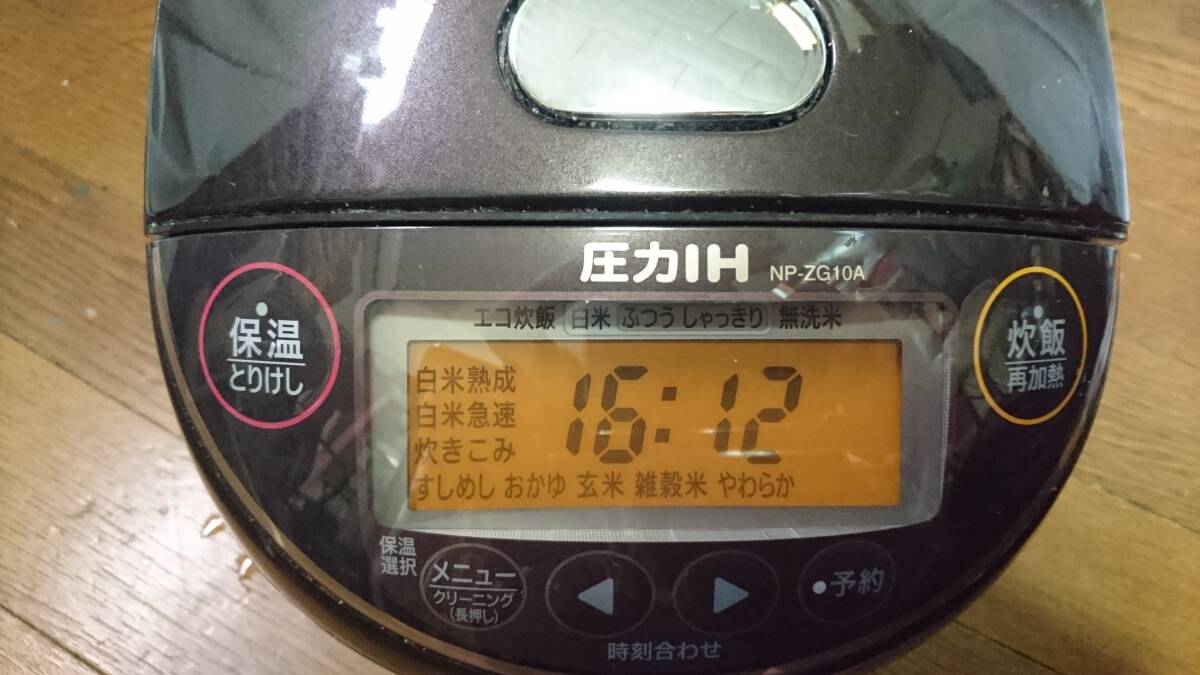 圧力IH NP-ZG10A
保温
とりけし
エコ炊飯 白米 ふつう しゃっきり 無洗米
白米熟成
白米急速
炊きこみ
16:12
すしめし おかゆ 玄米 雑穀米 やわらか
炊飯
再加熱
保温
選択
メニュー
クリーニング
(長押し)
予約
時刻合わせ